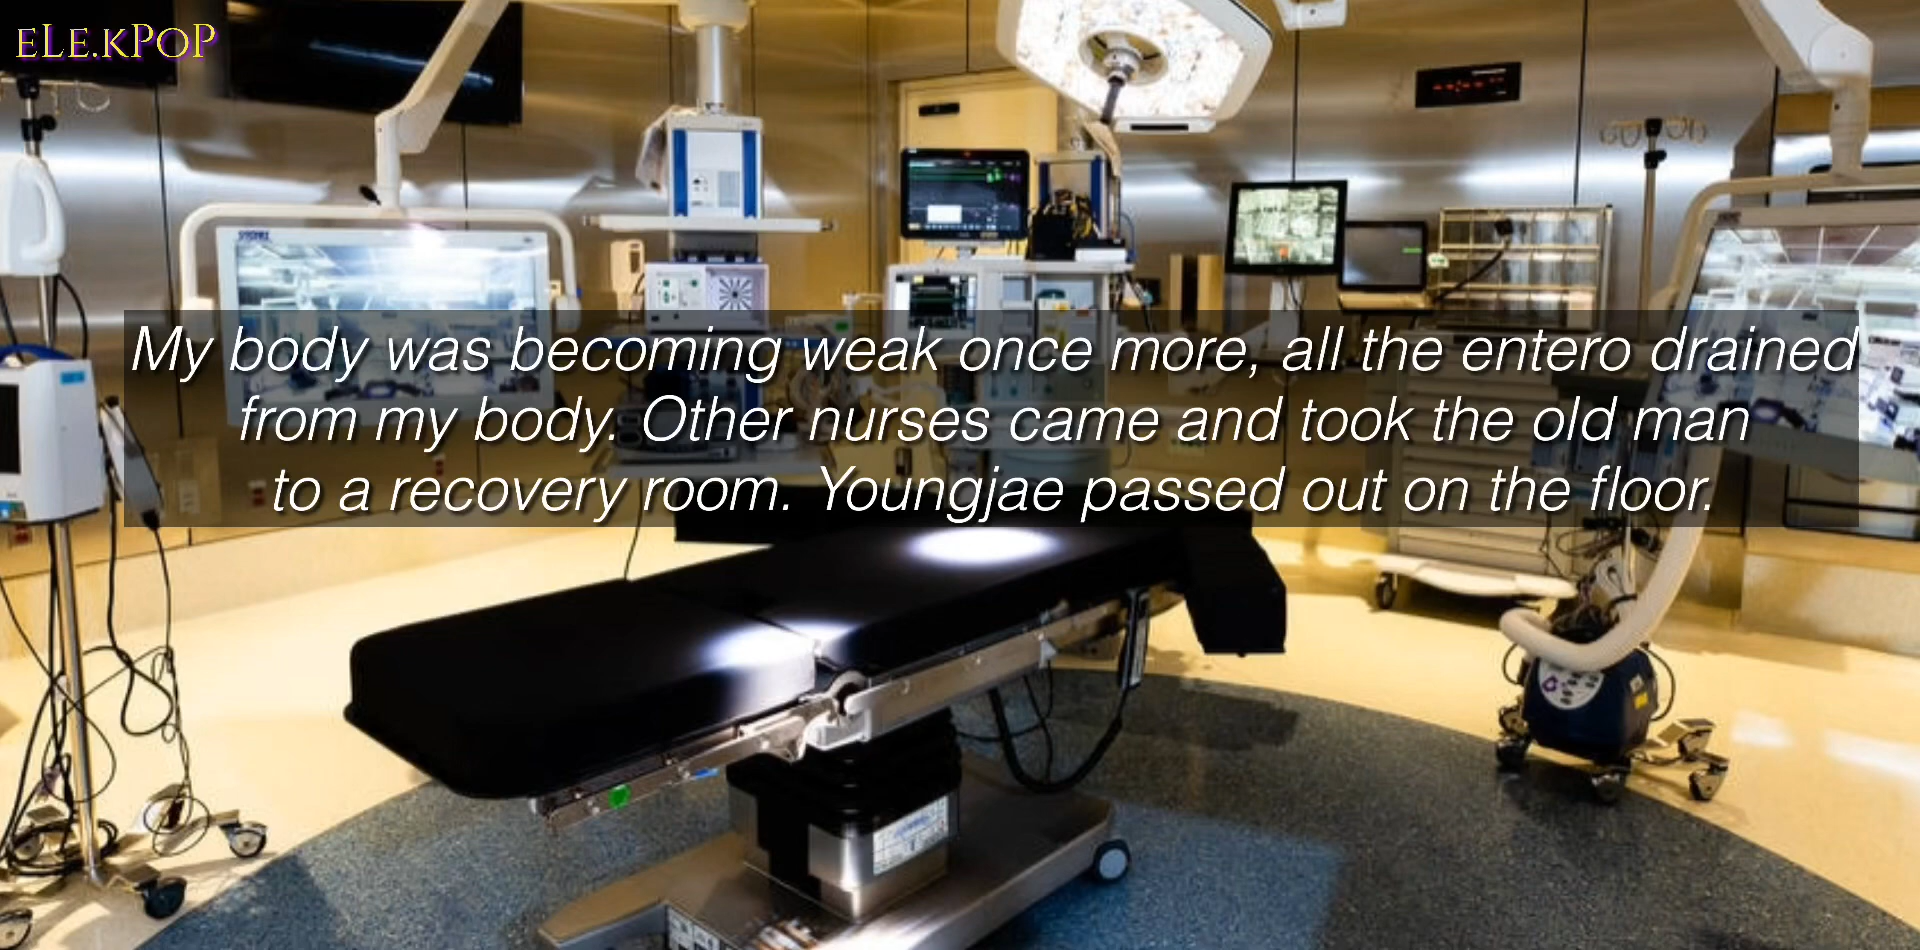 ELE.KPOP
My body was becoming weak once more, all the entero drained
from my body. Other nurses came and took the old man
to a recovery room. Youngjae passed out on the floor.
STORZ